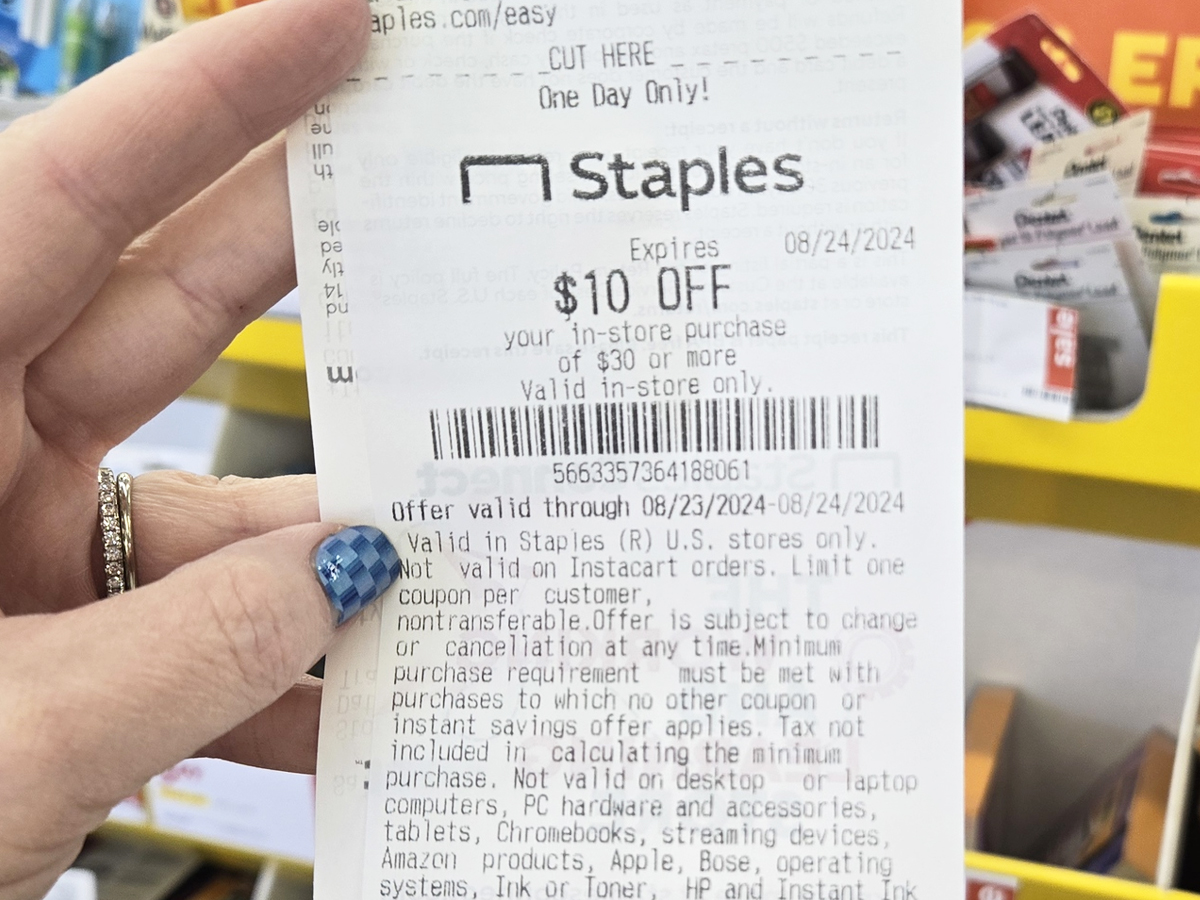 aples.com/easy
CUT HERE
One Day Only!
Staples
Expires 08/24/2024
$10 OFF
your in-store purchase
of $30 or more
Valid in-store only.
5663357364188061
Offer valid through 08/23/2024-08/24/2024
Valid in Staples (R) U.S. stores only.
Not valid on Instacart orders. Limit one
coupon per customer,
nontransferable.Offer is subject to change
or cancellation at any time.Minimum
purchase requirement must be met with
purchases to which no other coupon or
instant savings offer applies. Tax not
included in calculating the minimum
purchase. Not valid on desktop or laptop
computers, PC hardware and accessories,
tablets, Chromebooks, streaming devices,
Amazon products, Apple, Bose, operating
systems, Ink or Toner, HP and Instant Ink
ER
Pentel
Pentel
Pentel